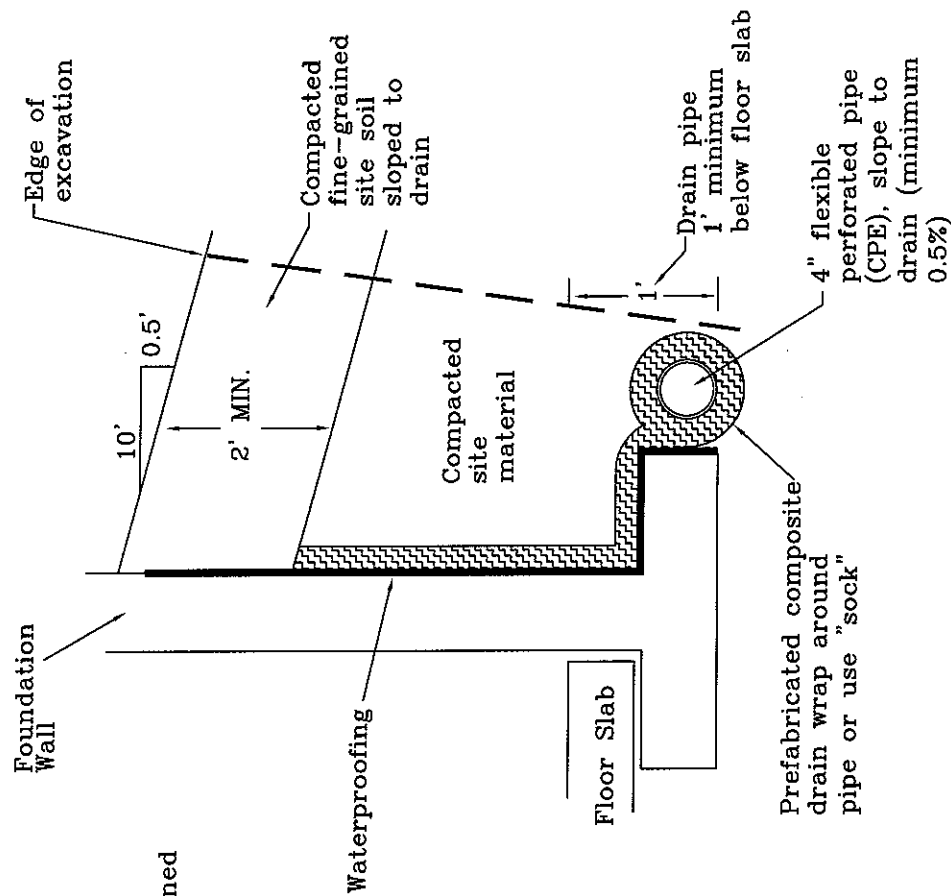 Foundation
Wall
Edge of
excavation
10'
0.5'
2' MIN.
Compacted
fine-grained
site soil
sloped to
drain
ned
Compacted
site
material
Waterproofing
Drain pipe
1' minimum
below floor slab
1'
Floor Slab
4" flexible
perforated pipe
(CPE), slope to
drain (minimum
0.5%)
Prefabricated composite
drain wrap around
pipe or use "sock"